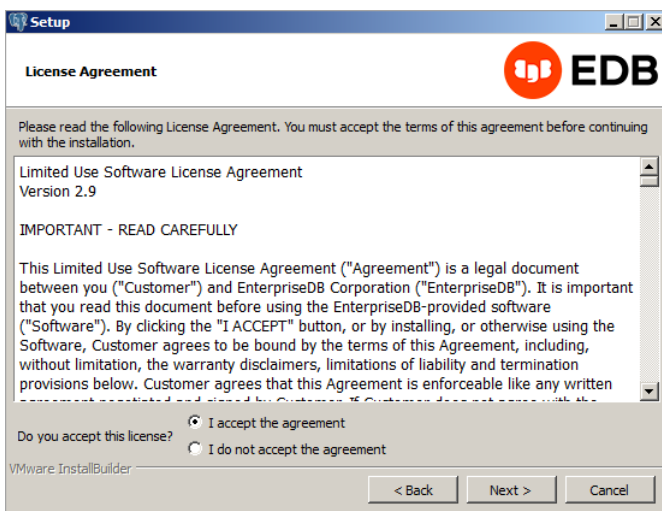 Setup
License Agreement
EDB
Please read the following License Agreement. You must accept the terms of this agreement before continuing
with the installation.
Limited Use Software License Agreement
Version 2.9
IMPORTANT - READ CAREFULLY
This Limited Use Software License Agreement ("Agreement") is a legal document
between you ("Customer") and EnterpriseDB Corporation ("EnterpriseDB"). It is important
that you read this document before using the EnterpriseDB-provided software
("Software"). By clicking the "I ACCEPT" button, or by installing, or otherwise using the
Software, Customer agrees to be bound by the terms of this Agreement, including,
without limitation, the warranty disclaimers, limitations of liability and termination
provisions below. Customer agrees that this Agreement is enforceable like any written
Do you accept this license?
I accept the agreement
I do not accept the agreement
VMware InstallBuilder
< Back
Next >
Cancel